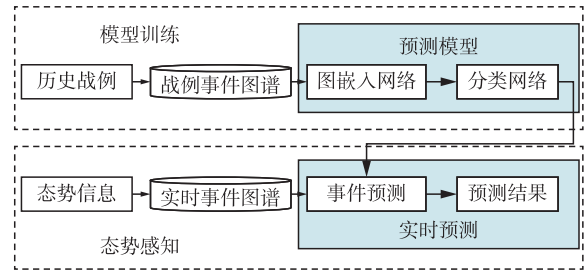 模型训练
预测模型
历史战例
战例事件图谱
图嵌入网络
分类网络
态势信息
实时事件图谱
事件预测
预测结果
态势感知
实时预测